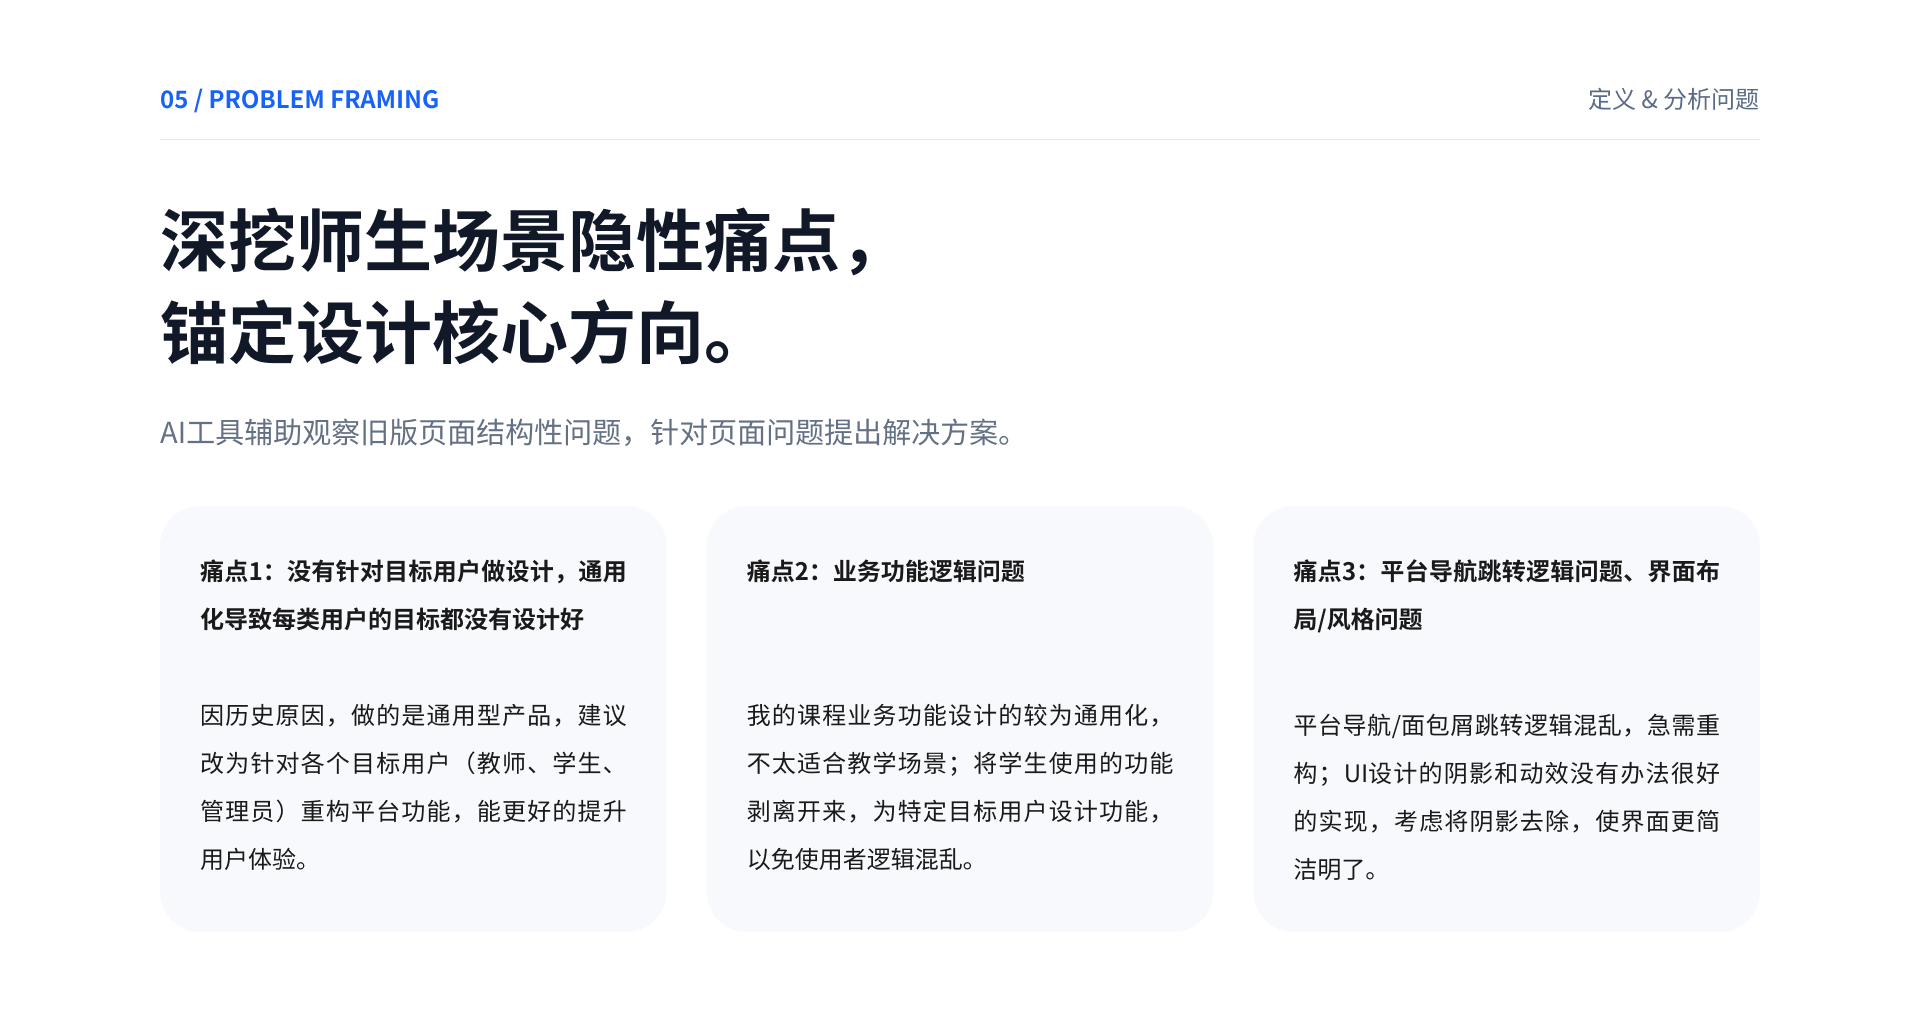 05 / PROBLEM FRAMING
定义 & 分析问题
深挖师生场景隐性痛点，
锚定设计核心方向。
AI工具辅助观察旧版页面结构性问题，针对页面问题提出解决方案。
痛点1：没有针对目标用户做设计，通用
化导致每类用户的目标都没有设计好
因历史原因，做的是通用型产品，建议
改为针对各个目标用户（教师、学生、
管理员）重构平台功能，能更好的提升
用户体验。
痛点2：业务功能逻辑问题
我的课程业务功能设计的较为通用化，
不太适合教学场景；将学生使用的功能
剥离开来，为特定目标用户设计功能，
以免使用者逻辑混乱。
痛点3：平台导航跳转逻辑问题、界面布
局/风格问题
平台导航/面包屑跳转逻辑混乱，急需重
构；UI设计的阴影和动效没有办法很好
的实现，考虑将阴影去除，使界面更简
洁明了。